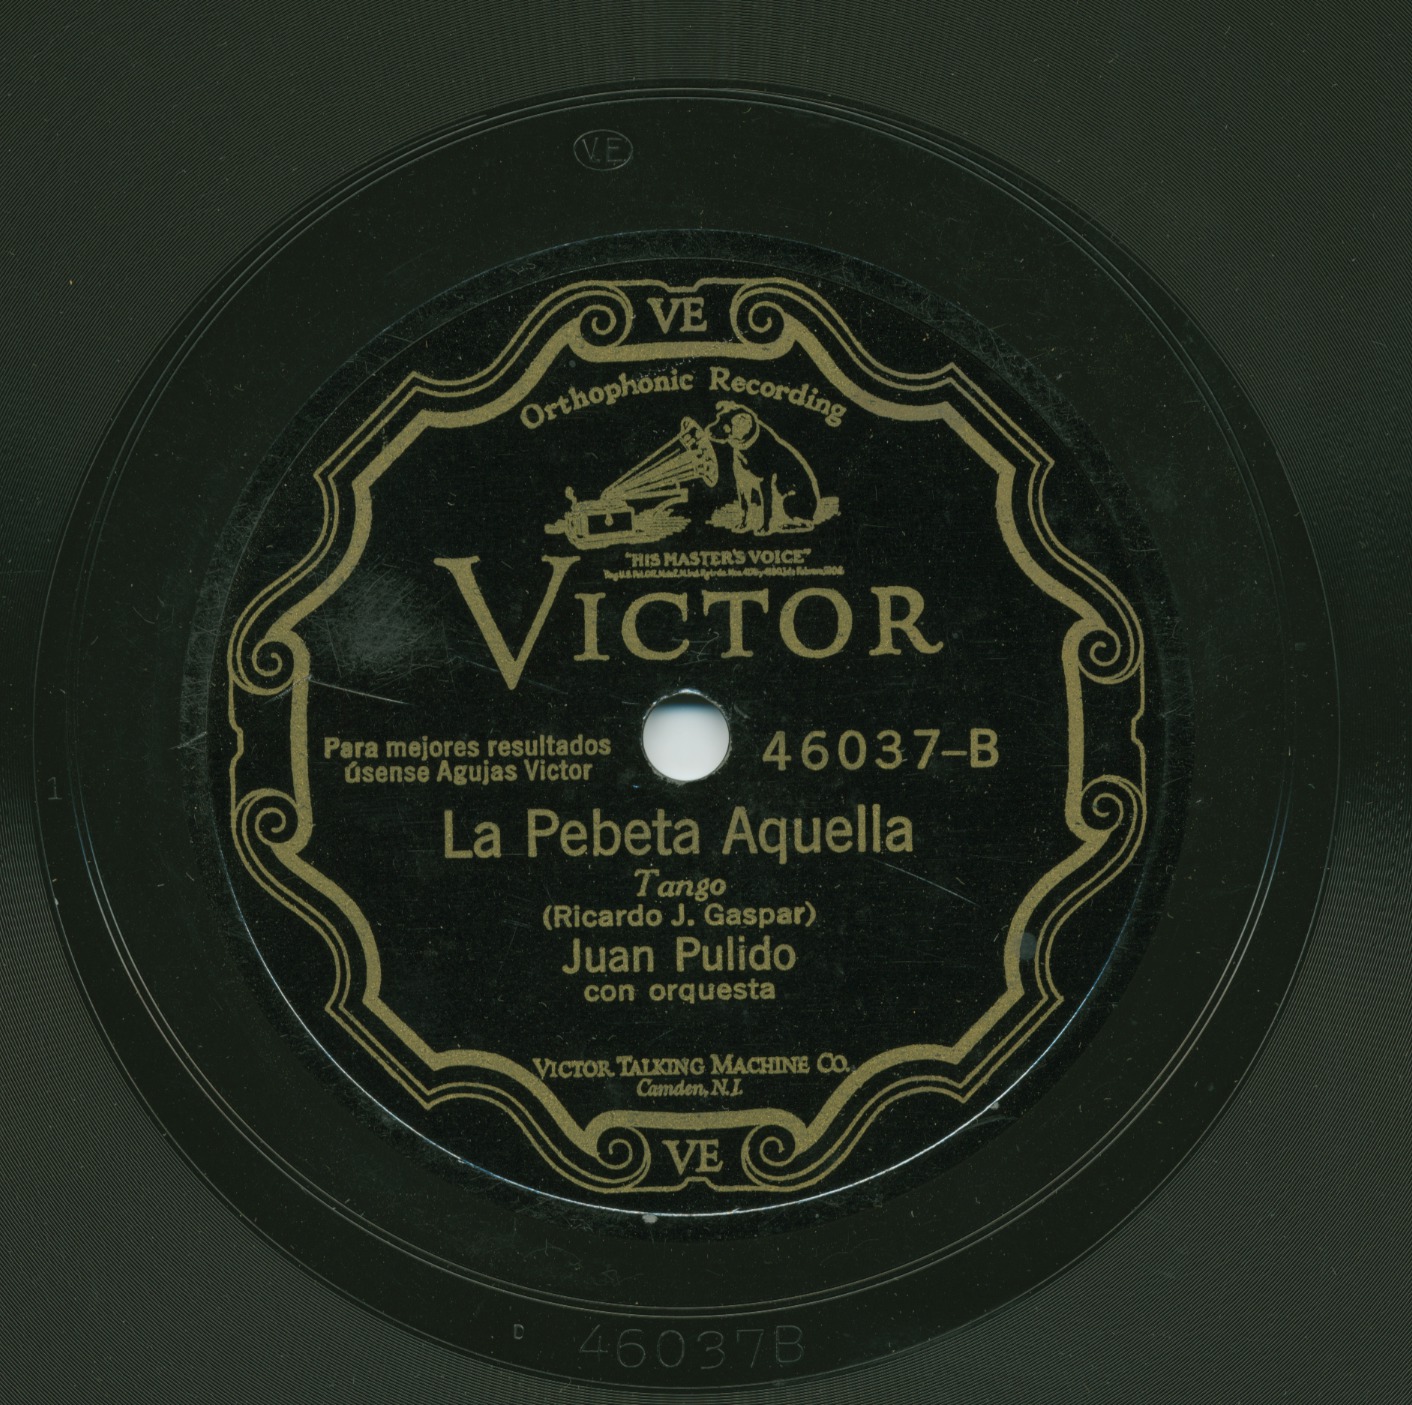 V.E
VE
Orthophonic Recording
"HIS MASTER'S VOICE"
VICTOR
Para mejores resultados
úsense Agujas Victor
46037–B
La Pebeta Aquella
Tango
(Ricardo J. Gaspar)
Juan Pulido
con orquesta
VICTOR TALKING MACHINE CO.
Camden, N.J.
VE
1
D 46037B